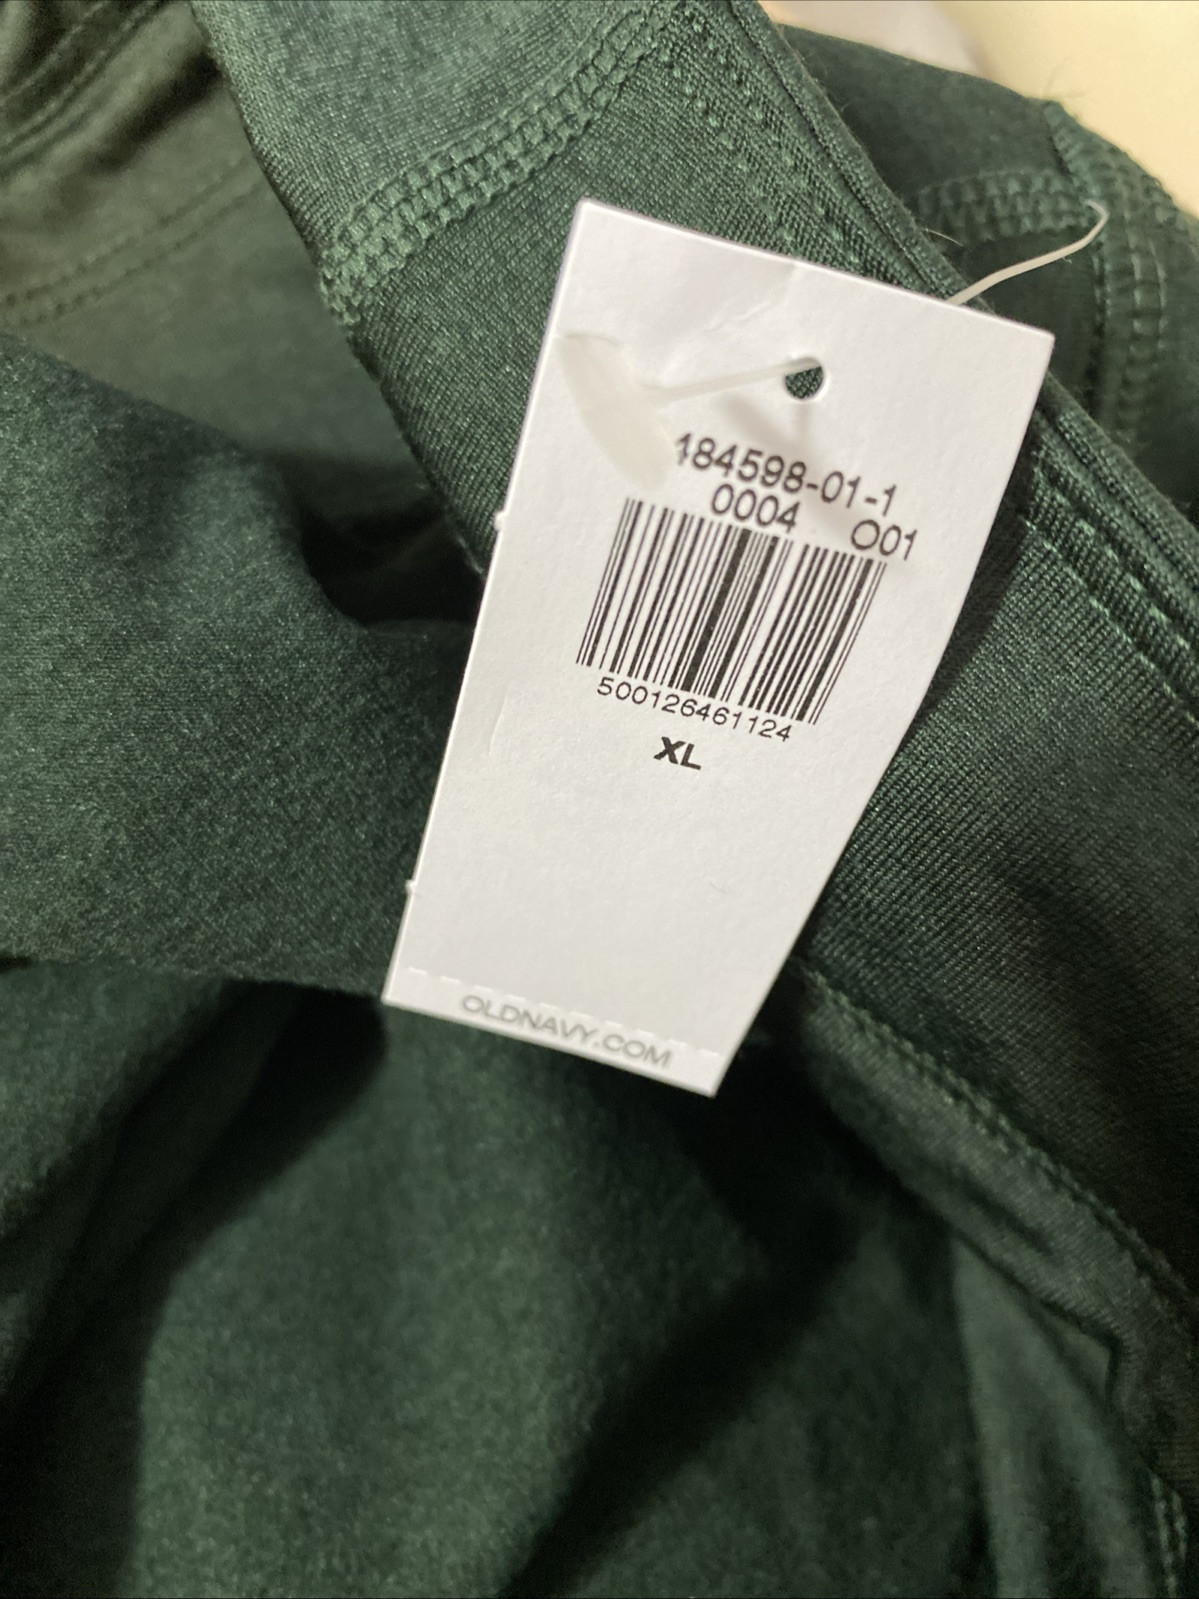 184598-01-1
0004 O01
500126461124
XL
OLDNAVY.COM